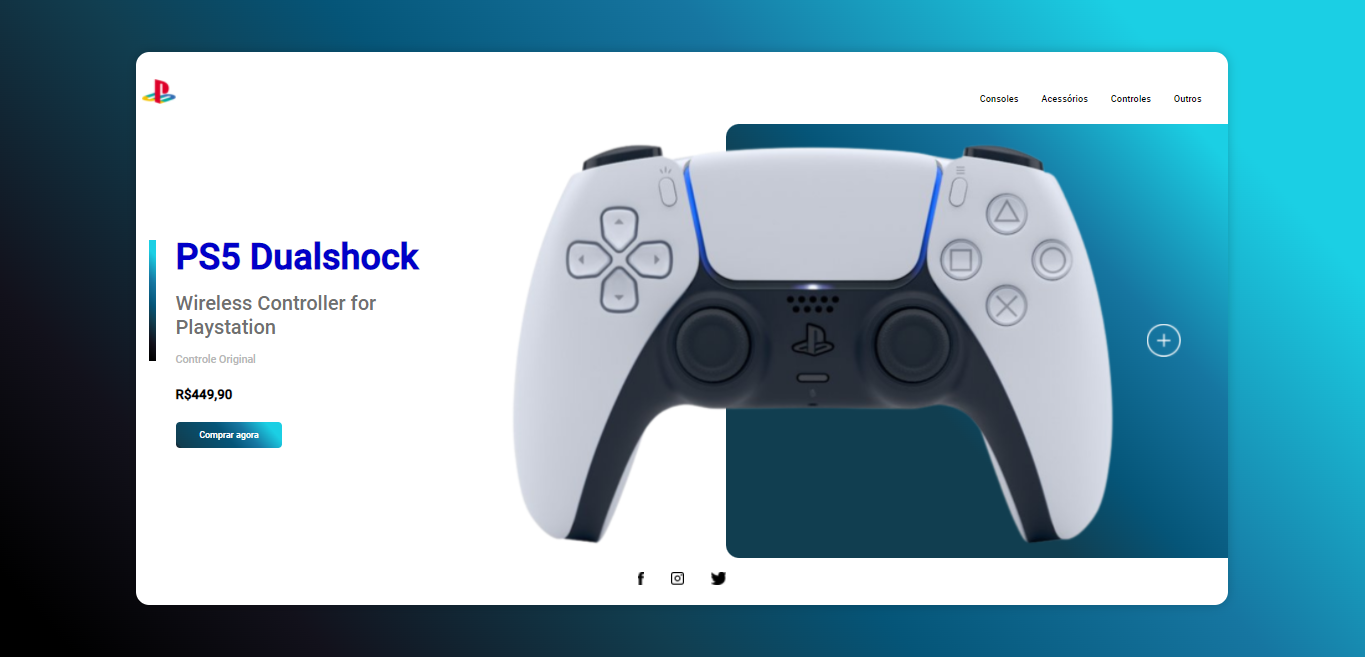 Consoles
Acessórios
Controles
Outros
PS5 Dualshock
Wireless Controller for
Playstation
Controle Original
R$449,90
Comprar agora